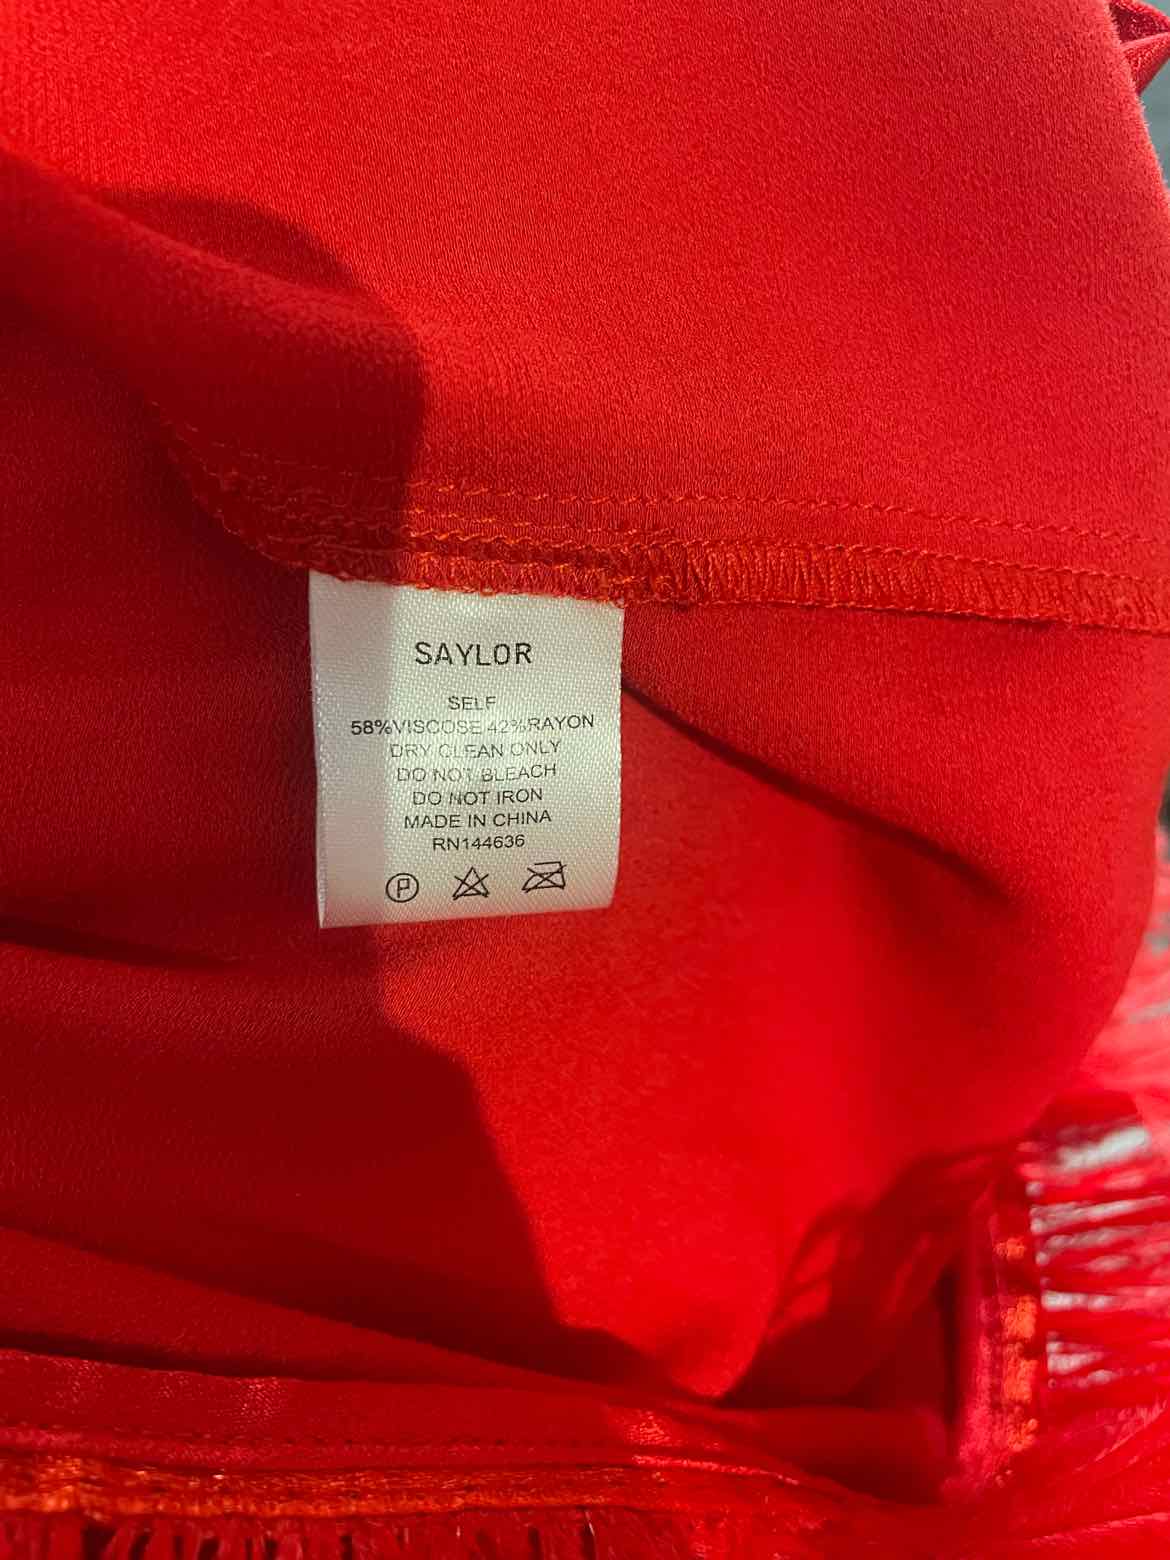 SAYLOR
SELF
58%VISCOSE 42%RAYON
DRY CLEAN ONLY
DO NOT BLEACH
DO NOT IRON
MADE IN CHINA
RN144636
P